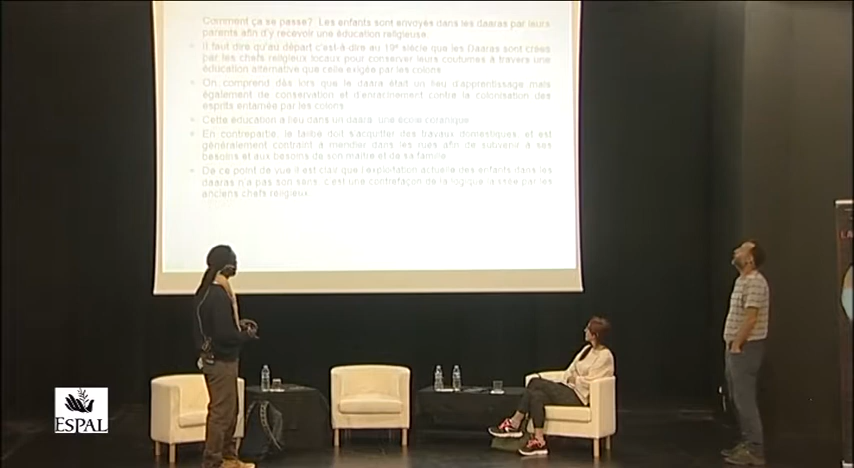 Comment ça se passe? Les enfants sont envoyés dans les daaras par leurs
parents afin d'y recevoir une éducation religieuse.
Il faut dire qu'au départ c'est-à-dire au 19e siècle que les Daaras sont crées
par les chefs religieux locaux pour conserver leurs coutumes à travers une
éducation alternative que celle exigée par les colons.
On comprend dès lors que le daara était un lieu d'apprentissage mais
également de conservation et d'enracinement contre la colonisation des
esprits entamée par les colons.
Cette éducation a lieu dans un daara, une école coranique.
En contrepartie, le talibé doit s'acquitter des travaux domestiques, et est
généralement contraint à mendier dans les rues afin de subvenir à ses
besoins et aux besoins de son maître et de sa famille.
De ce point de vue il est clair que l'exploitation actuelle des enfants dans les
daaras n'a pas son sens, c'est une contrefaçon de la logique laissée par les
anciens chefs religieux.
ESPAL